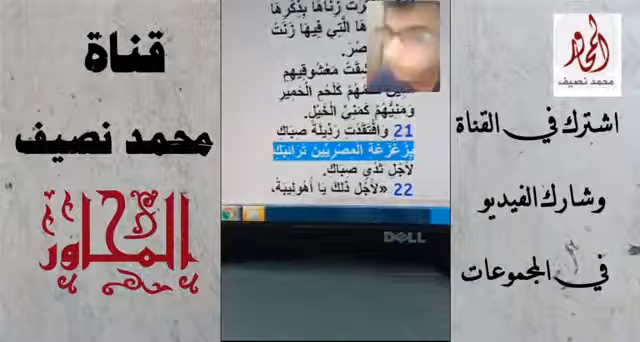 قناة
محمد نصيف
المحاور
زِنَاهَا بِذِكْرِهَا
الَّتِي فِيهَا زَنَتْ
مَعْشُوقِيهِمِ
كَلَحْمِ الْحَمِيرِ
وَمَنِيُّهُمْ كَمَنِيِّ الْخَيْلِ.
21 وَافْتَقَدْتِ رَذِيلَةَ صِبَاكِ
بِزَغْزَغَةِ الْمِصْرِيِّينَ تَرَائِبَكِ
لأَجْلِ ثَدْيِ صِبَاكِ.
22 «لأَجْلِ ذلِكَ يَا أُهُولِيبَةُ،
DELL
المحاور
محمد نصيف
اشترك في القناة
وشارك الفيديو
في المجموعات